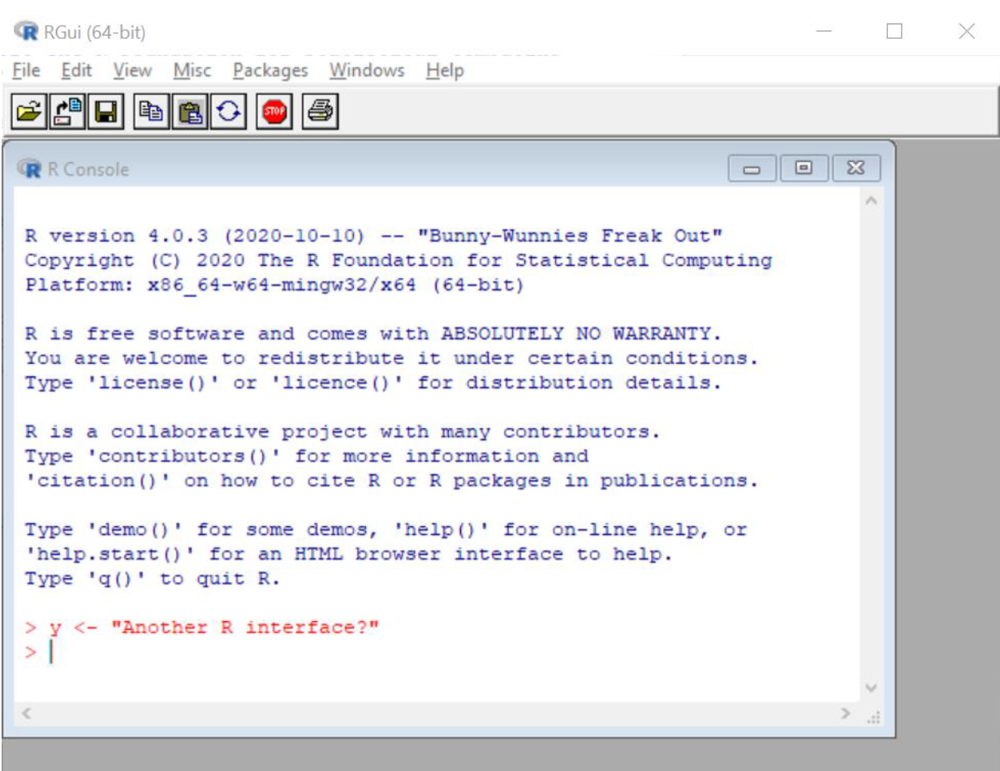 RGui (64-bit)
File Edit View Misc Packages Windows Help
STOP
R Console
R version 4.0.3 (2020-10-10) -- "Bunny-Wunnies Freak Out"
Copyright (C) 2020 The R Foundation for Statistical Computing
Platform: x86_64-w64-mingw32/x64 (64-bit)
R is free software and comes with ABSOLUTELY NO WARRANTY.
You are welcome to redistribute it under certain conditions.
Type 'license()' or 'licence()' for distribution details.
R is a collaborative project with many contributors.
Type 'contributors()' for more information and
'citation()' on how to cite R or R packages in publications.
Type 'demo()' for some demos, 'help()' for on-line help, or
'help.start()' for an HTML browser interface to help.
Type 'q()' to quit R.
> y <- "Another R interface?"
>